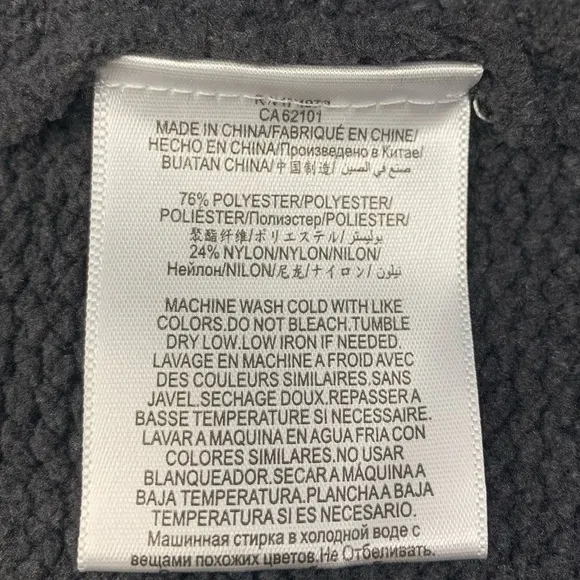 CA 62101
MADE IN CHINA/FABRIQUÉ EN CHINE/
HECHO EN CHINA/Произведено в Китае/
BUATAN CHINA/中国制造/ صنع في الصين/
76% POLYESTER/POLYESTER/
POLIÉSTER/Полиэстер/POLIESTER/
聚酯纤维/ポリエステル/بوليستر/
24% NYLON/NYLON/NILON/
Нейлон/NILON/尼龙/ナイロン/نيلون/
MACHINE WASH COLD WITH LIKE
COLORS.DO NOT BLEACH.TUMBLE
DRY LOW.LOW IRON IF NEEDED.
LAVAGE EN MACHINE A FROID AVEC
DES COULEURS SIMILAIRES.SANS
JAVEL.SECHAGE DOUX.REPASSER A
BASSE TEMPERATURE SI NECESSAIRE.
LAVAR A MAQUINA EN AGUA FRIA CON
COLORES SIMILARES.NO USAR
BLANQUEADOR.SECAR A MÁQUINA A
BAJA TEMPERATURA.PLANCHA A BAJA
TEMPERATURA SI ES NECESARIO.
Машинная стирка в холодной воде с
вещами похожих цветов.Не Отбеливать.